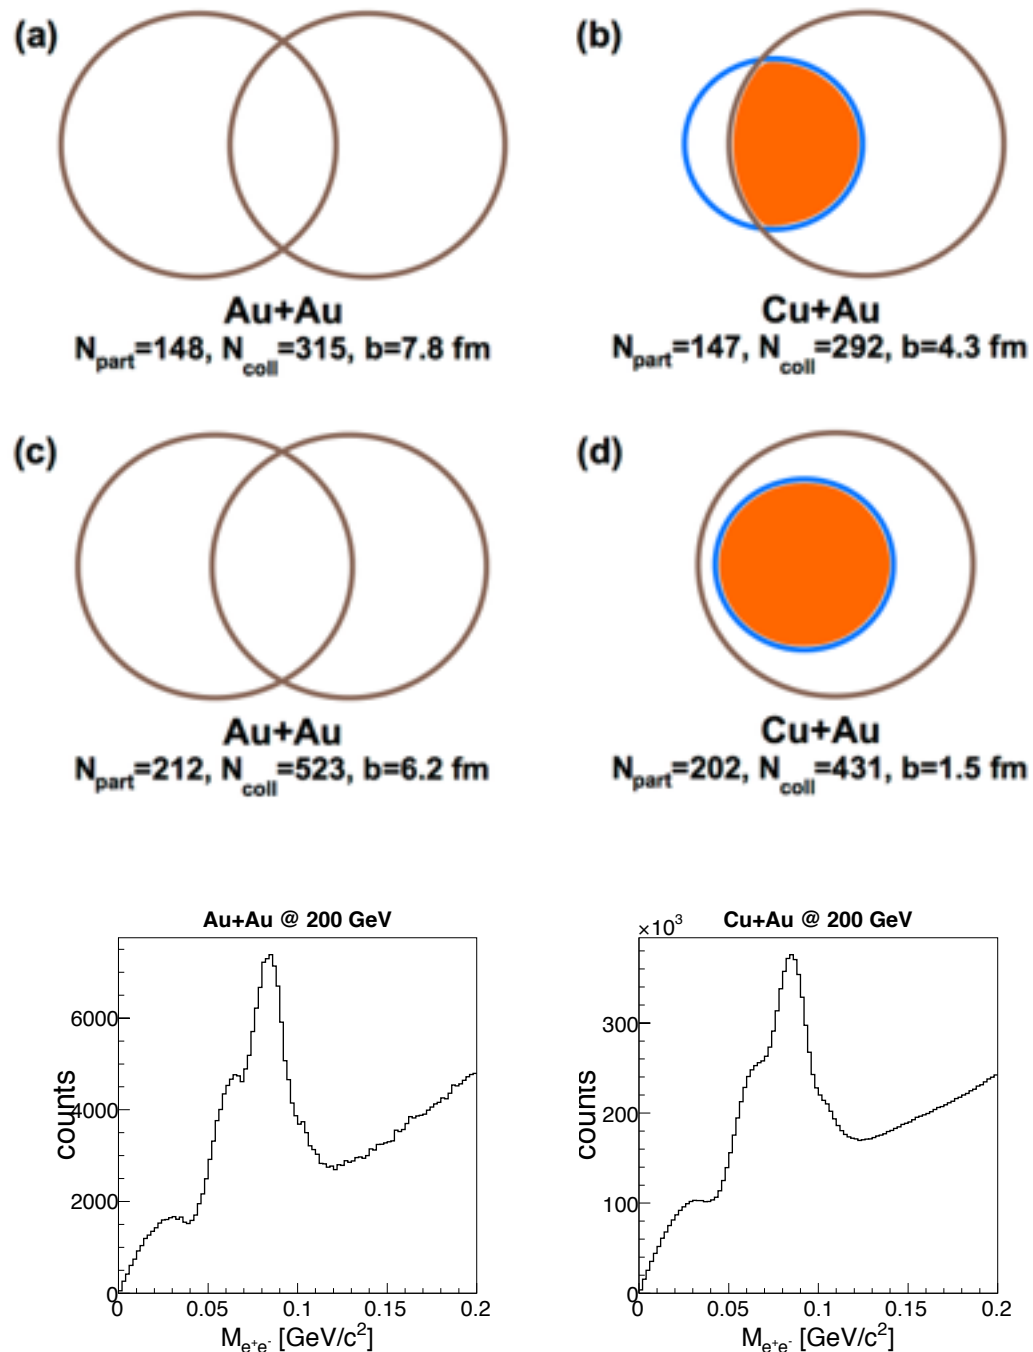 (a)
(b)
Au+Au
N_part=148, N_coll=315, b=7.8 fm
Cu+Au
N_part=147, N_coll=292, b=4.3 fm
(c)
(d)
Au+Au
N_part=212, N_coll=523, b=6.2 fm
Cu+Au
N_part=202, N_coll=431, b=1.5 fm
Au+Au @ 200 GeV
counts
6000
4000
2000
0
0 0.05 0.1 0.15 0.2
M_e⁺e⁻ [GeV/c²]
Cu+Au @ 200 GeV
×10³
counts
300
200
100
0
0 0.05 0.1 0.15 0.2
M_e⁺e⁻ [GeV/c²]